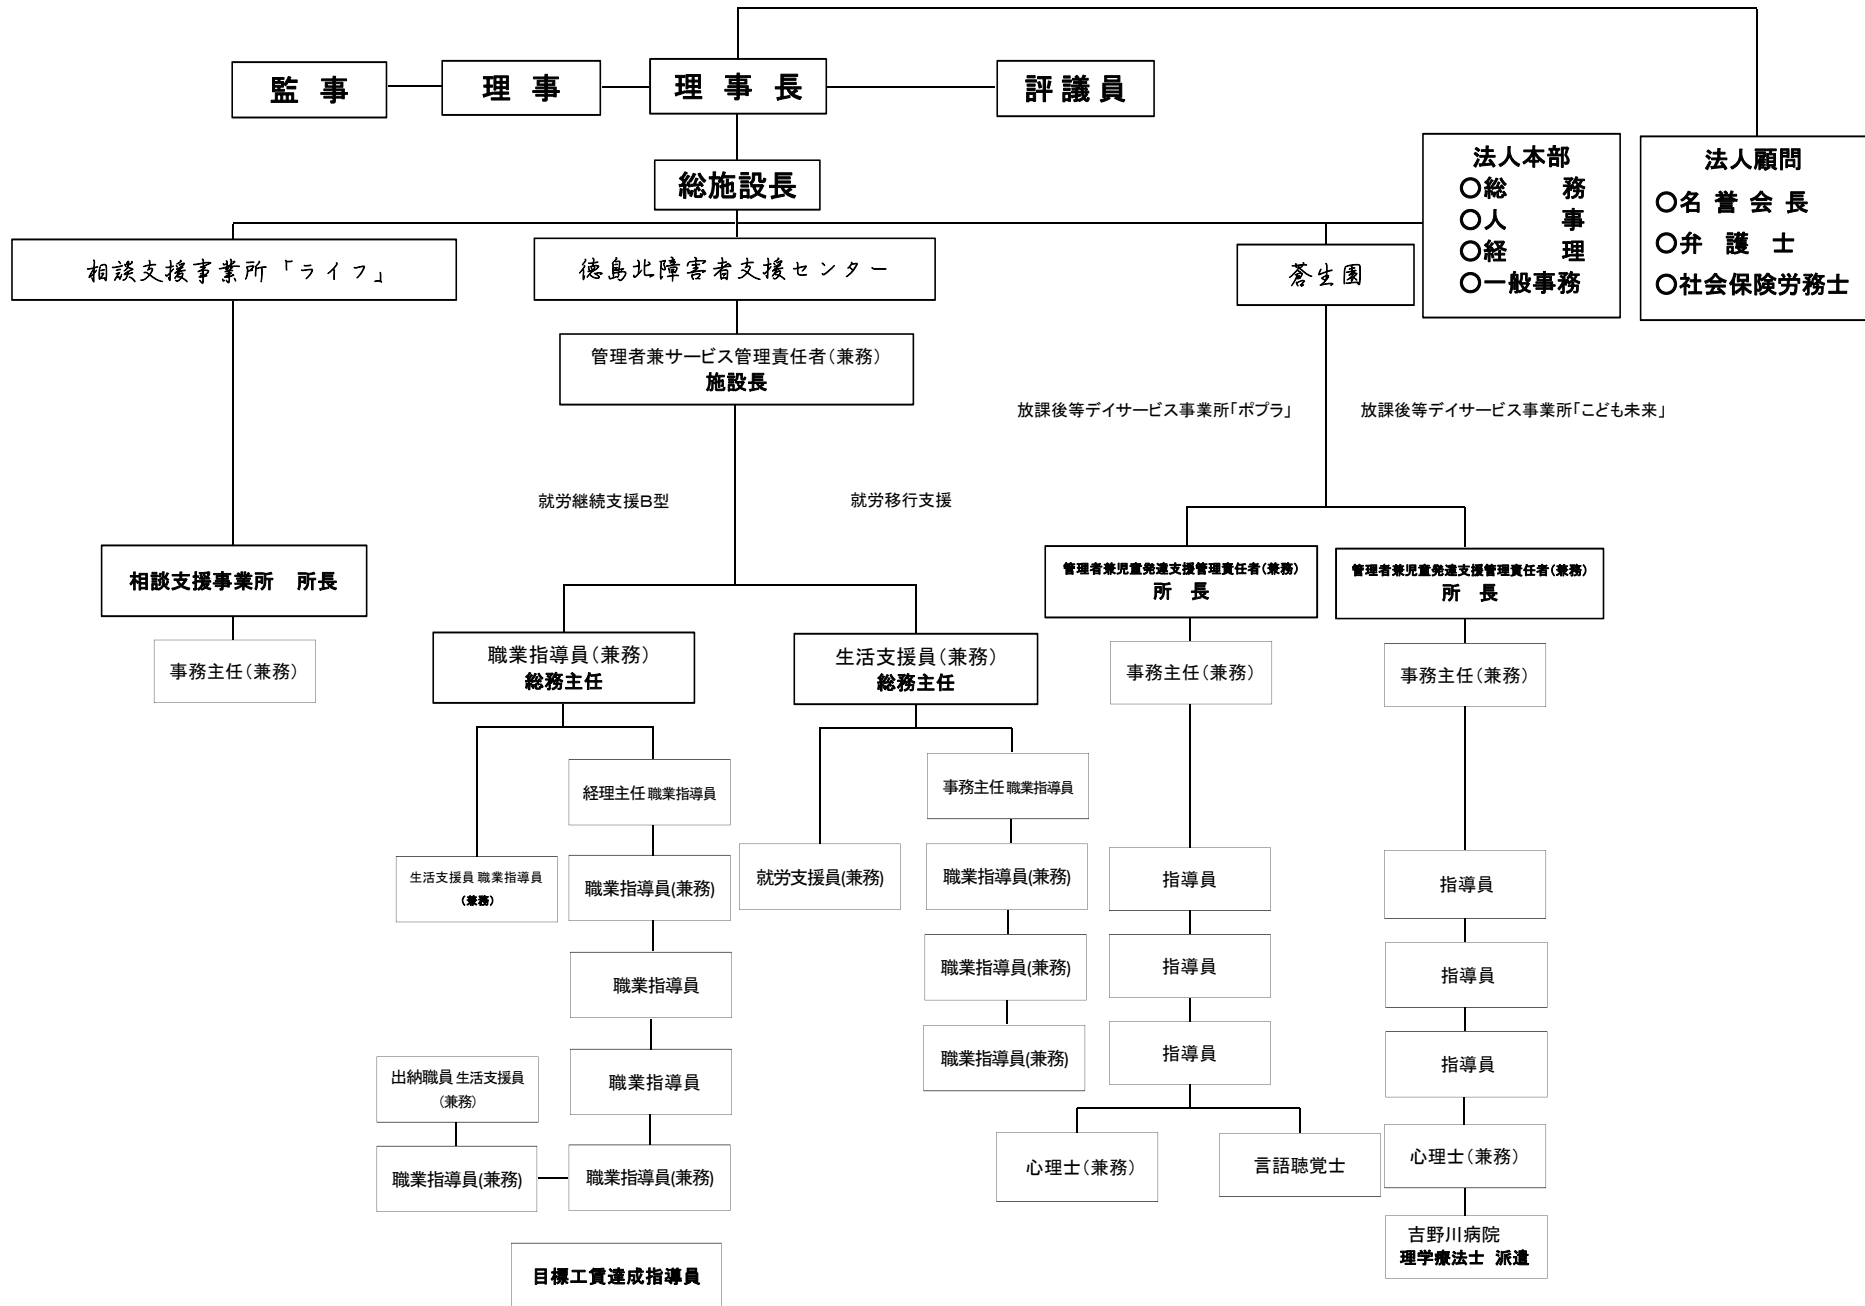 監 事
理 事
理 事 長
評議員
総施設長
法人本部
〇総 務
〇人 事
〇経 理
〇一般事務
法人顧問
〇名 誉 会 長
〇弁 護 士
〇社会保険労務士
相談支援事業所「ライフ」
徳島北障害者支援センター
蒼生園
管理者兼サービス管理責任者(兼務)
施設長
放課後等デイサービス事業所「ポプラ」
放課後等デイサービス事業所「こども未来」
就労継続支援B型
就労移行支援
相談支援事業所 所長
管理者兼児童発達支援管理責任者(兼務)
所 長
管理者兼児童発達支援管理責任者(兼務)
所 長
事務主任(兼務)
職業指導員(兼務)
総務主任
生活支援員(兼務)
総務主任
事務主任(兼務)
事務主任(兼務)
経理主任 職業指導員
事務主任 職業指導員
生活支援員 職業指導員
(兼務)
職業指導員(兼務)
就労支援員(兼務)
職業指導員(兼務)
指導員
指導員
職業指導員
職業指導員(兼務)
指導員
指導員
出納職員 生活支援員
(兼務)
職業指導員
職業指導員(兼務)
指導員
指導員
職業指導員(兼務)
職業指導員(兼務)
心理士(兼務)
言語聴覚士
心理士(兼務)
吉野川病院
理学療法士 派遣
目標工賃達成指導員